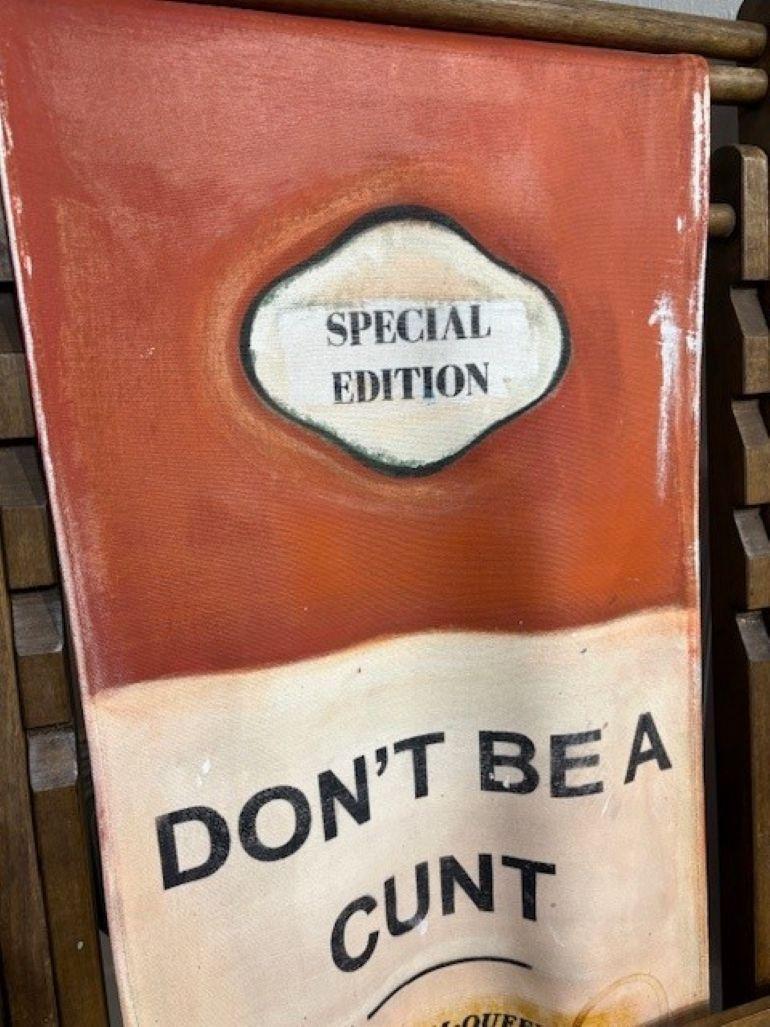 SPECIAL
EDITION
DON'T BE A
CUNT